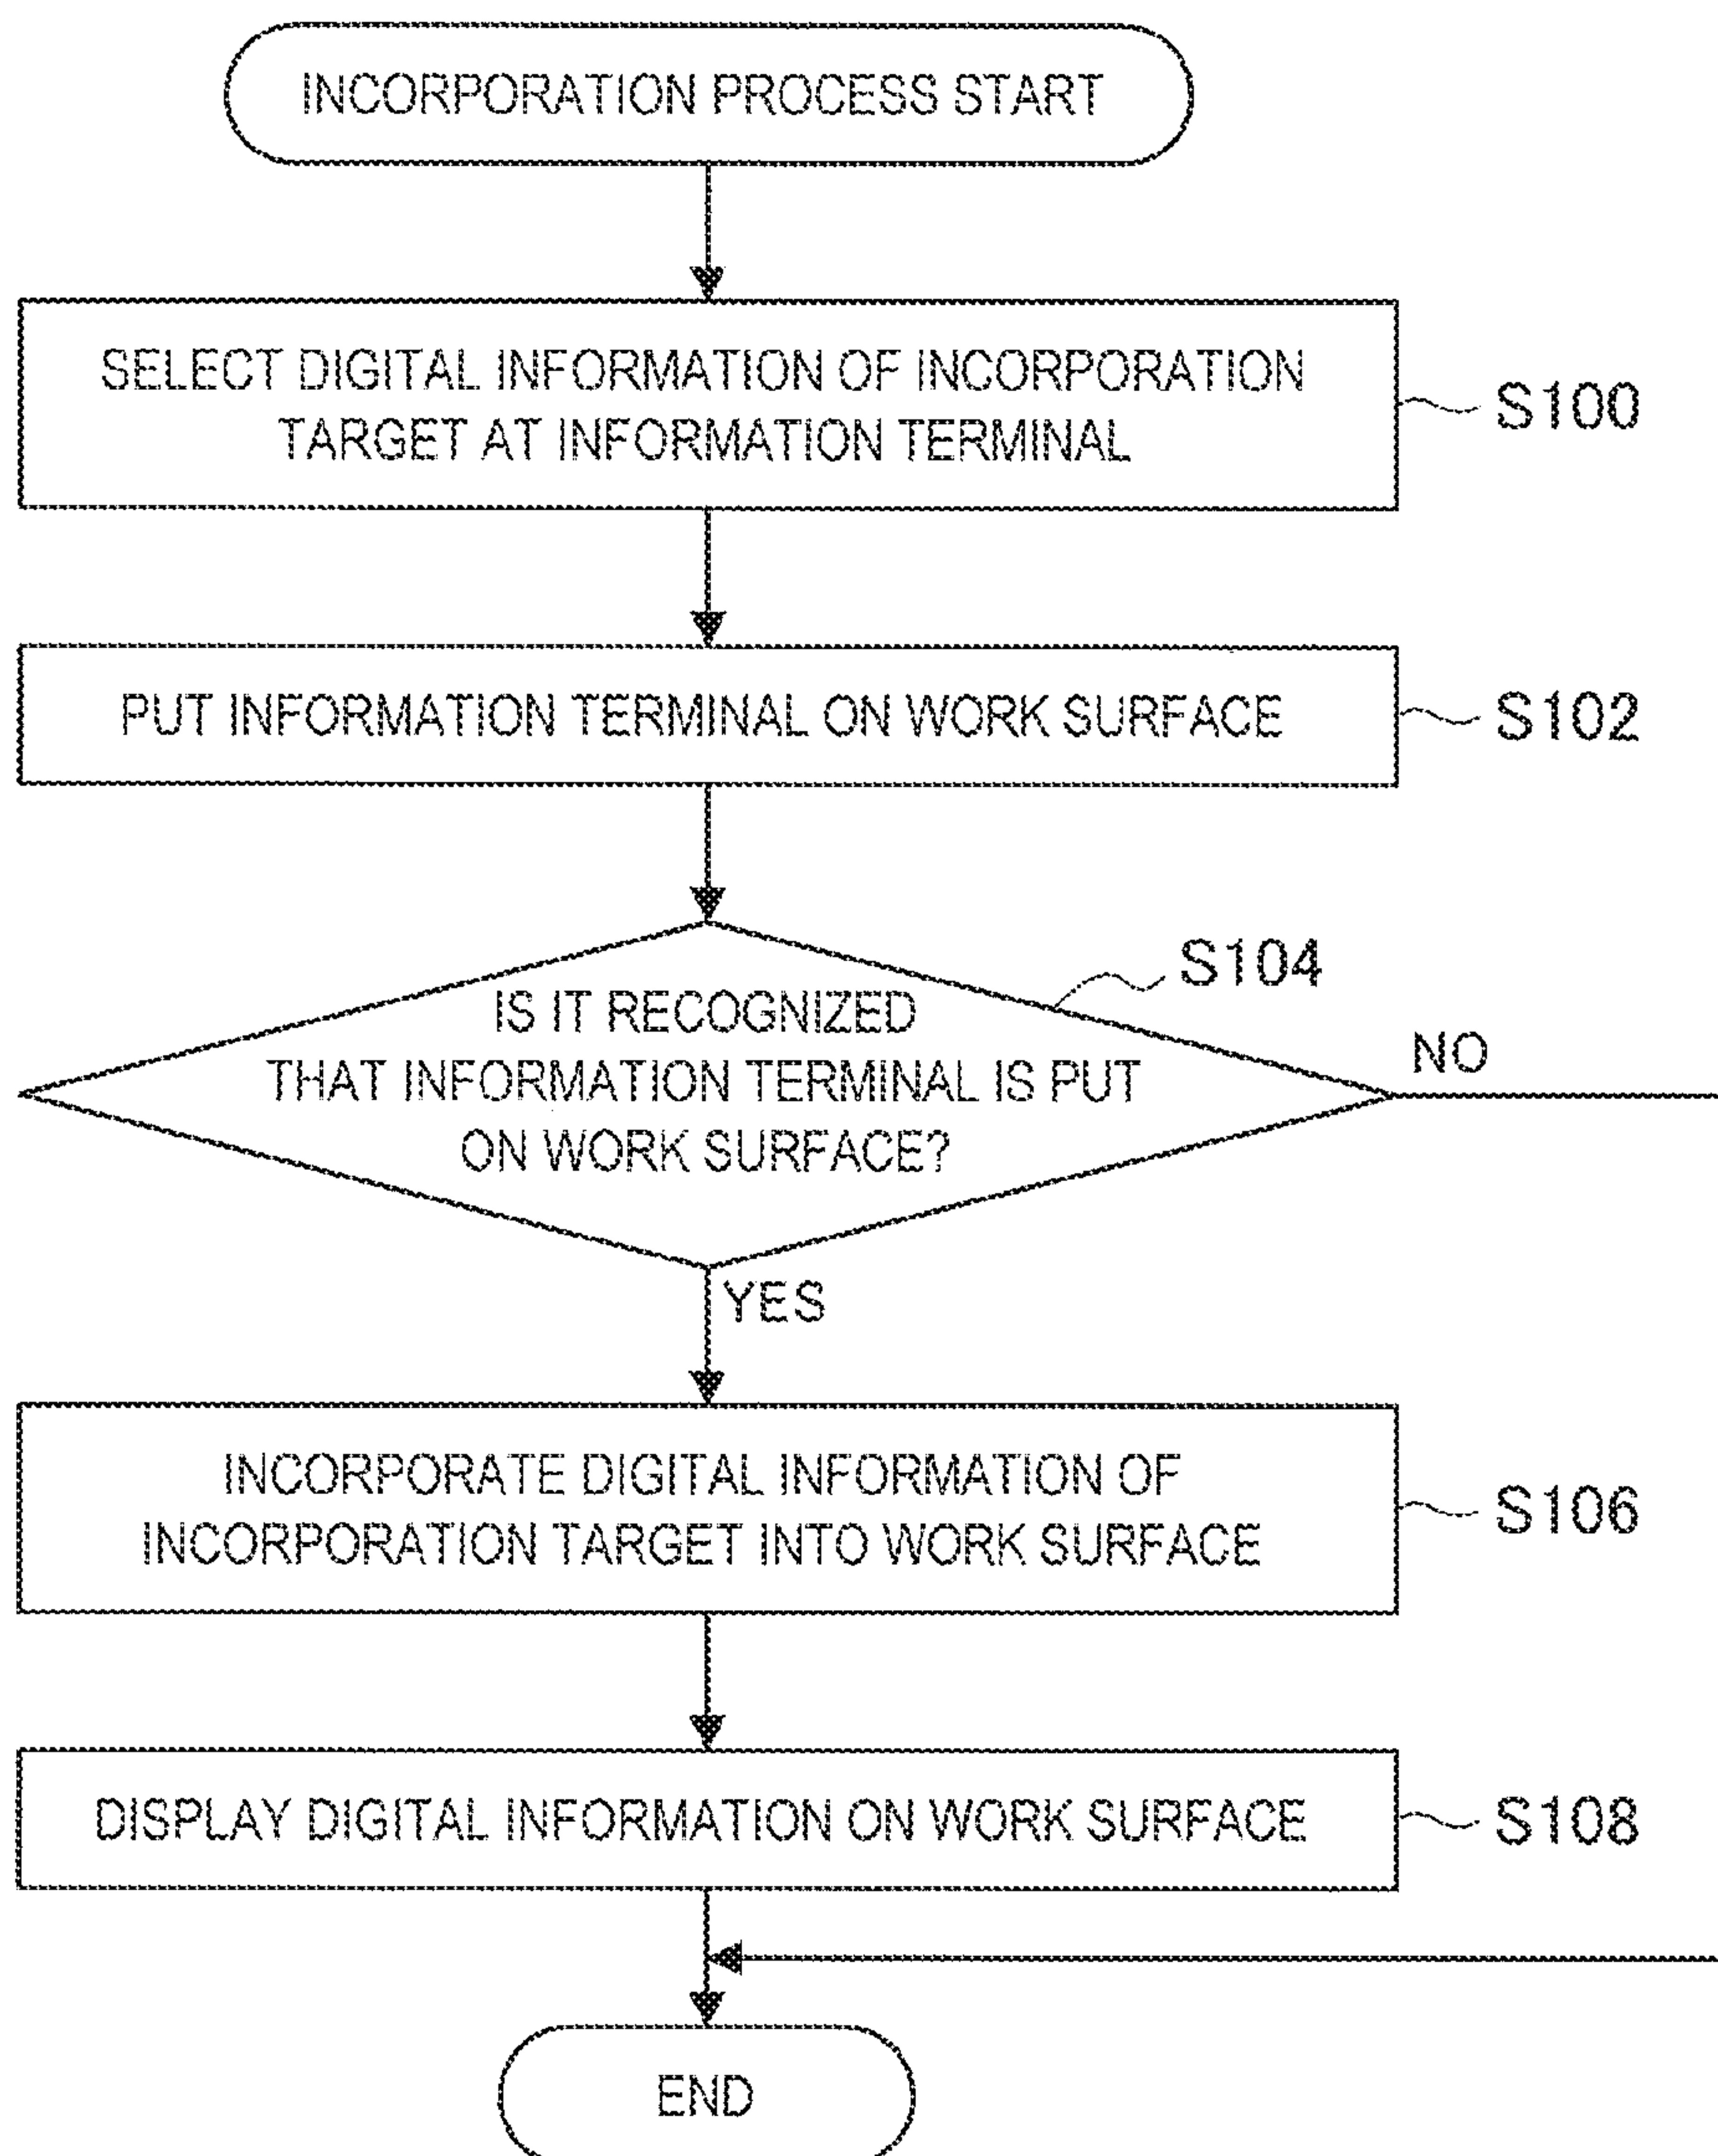 INCORPORATION PROCESS START
SELECT DIGITAL INFORMATION OF INCORPORATION
TARGET AT INFORMATION TERMINAL
S100
PUT INFORMATION TERMINAL ON WORK SURFACE
S102
S104
IS IT RECOGNIZED
THAT INFORMATION TERMINAL IS PUT
ON WORK SURFACE?
NO
YES
INCORPORATE DIGITAL INFORMATION OF
INCORPORATION TARGET INTO WORK SURFACE
S106
DISPLAY DIGITAL INFORMATION ON WORK SURFACE
S108
END